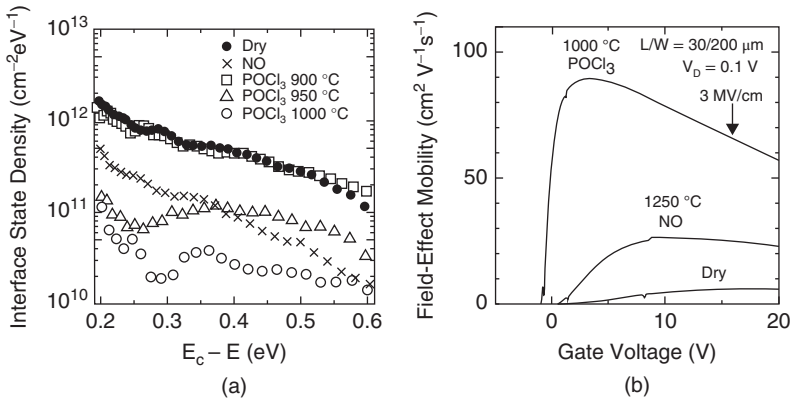 10¹³
10¹²
10¹¹
10¹⁰
Interface State Density (cm⁻²eV⁻¹)
Dry
NO
POCl₃ 900 °C
POCl₃ 950 °C
POCl₃ 1000 °C
0.2 0.3 0.4 0.5 0.6
E_c – E (eV)
(a)
100
50
0
Field-Effect Mobility (cm² V⁻¹s⁻¹)
1000 °C
POCl₃
L/W = 30/200 μm
V_D = 0.1 V
3 MV/cm
1250 °C
NO
Dry
0 10 20
Gate Voltage (V)
(b)